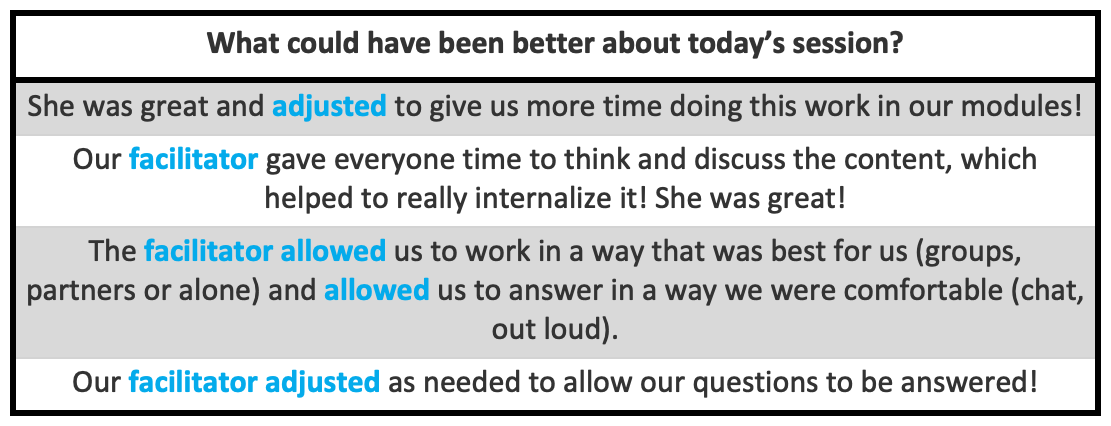 What could have been better about today’s session?
She was great and adjusted to give us more time doing this work in our modules!
Our facilitator gave everyone time to think and discuss the content, which
helped to really internalize it! She was great!
The facilitator allowed us to work in a way that was best for us (groups,
partners or alone) and allowed us to answer in a way we were comfortable (chat,
out loud).
Our facilitator adjusted as needed to allow our questions to be answered!